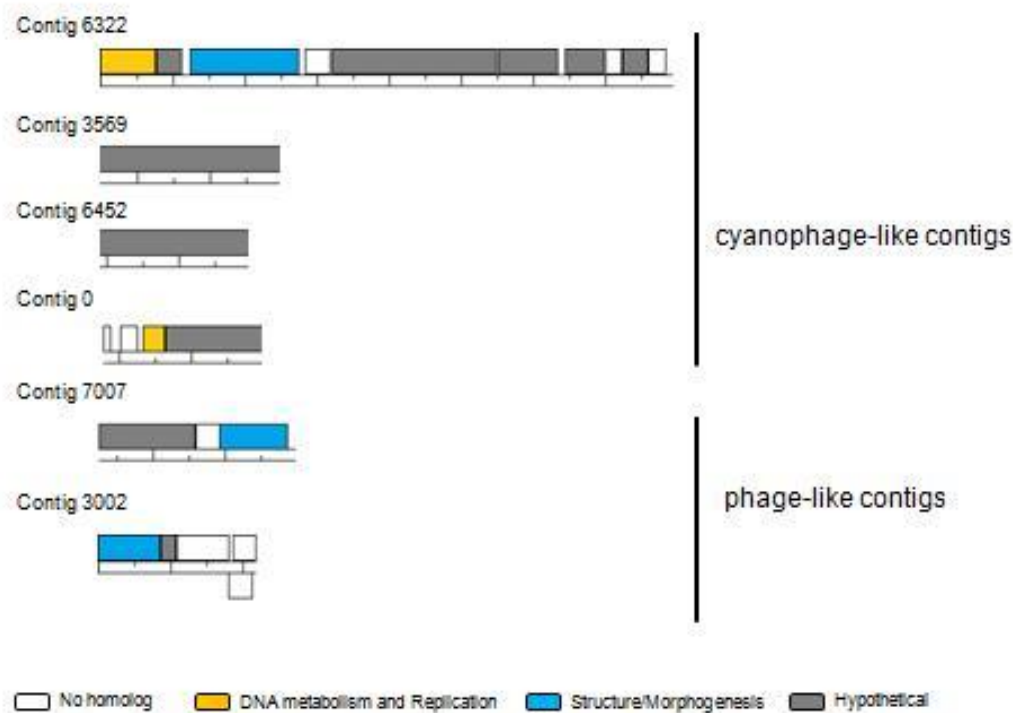 Contig 6322
Contig 3569
Contig 6452
cyanophage-like contigs
Contig 0
Contig 7007
phage-like contigs
Contig 3002
No homolog DNA metabolism and Replication Structure/Morphogenesis Hypothetical